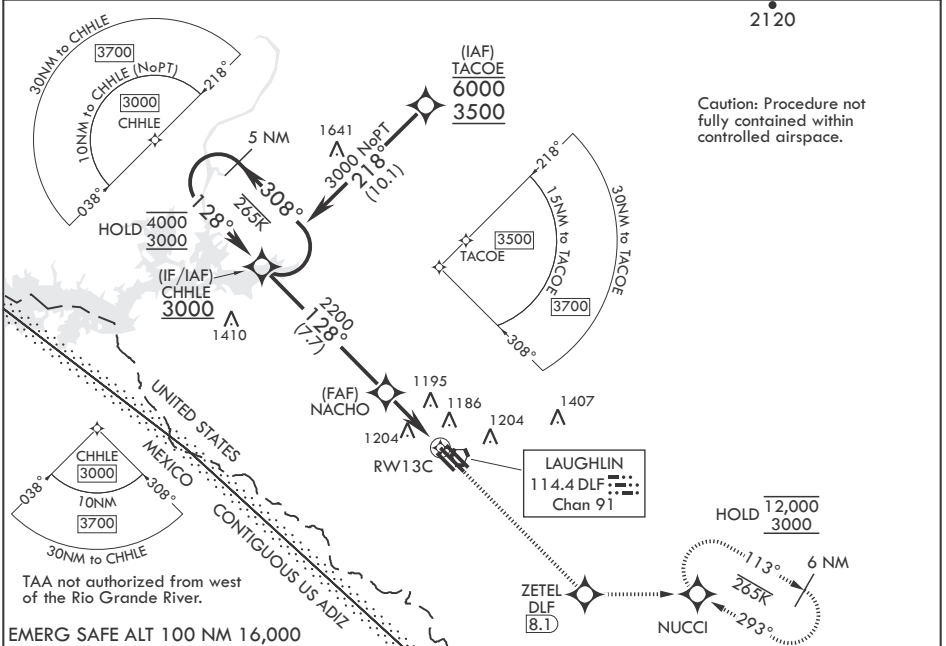 2120
30NM to CHHLE
3700
10NM to CHHLE (NoPT)
3000
CHHLE
218°
038°
(IAF)
TACOE
6000
3500
Caution: Procedure not
fully contained within
controlled airspace.
1641
5 NM
3000 NoPT
218°
(10.1)
308°
265K
128°
HOLD 4000
3000
(IF/IAF)
CHHLE
3000
1410
218°
15NM to TACOE
30NM to TACOE
3500
TACOE
3700
308°
2200
128°
(7.7)
(FAF)
NACHO
1195
1186
1204
1204
1407
RW13C
LAUGHLIN
114.4 DLF
Chan 91
UNITED STATES
MEXICO
CONTIGUOUS US ADIZ
CHHLE
3000
038°
308°
10NM
3700
30NM to CHHLE
TAA not authorized from west
of the Rio Grande River.
HOLD 12,000
3000
113°
6 NM
265K
293°
ZETEL
DLF
8.1
NUCCI
EMERG SAFE ALT 100 NM 16,000